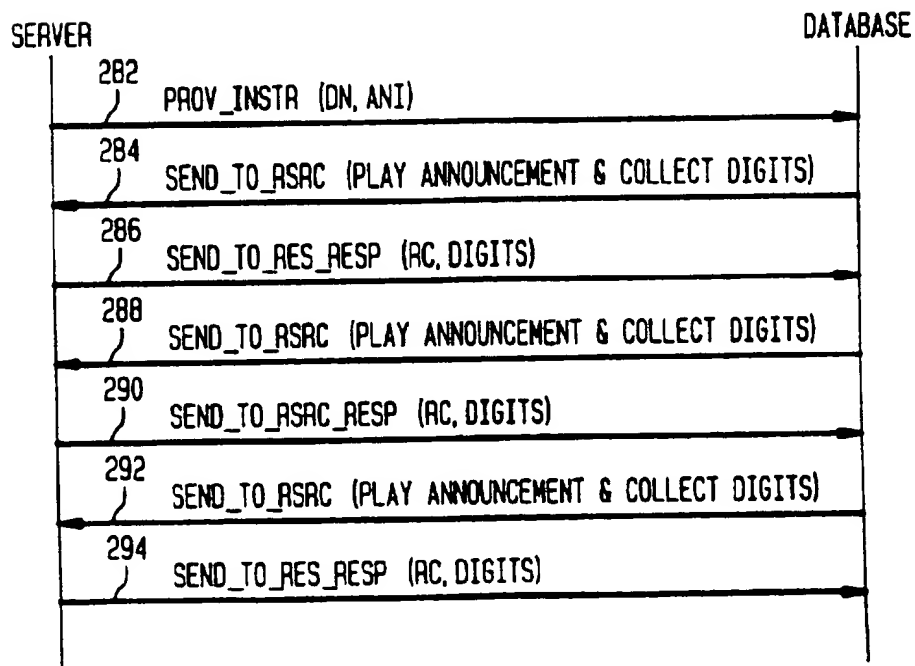 SERVER
DATABASE
282
PROV_INSTR (DN, ANI)
284
SEND_TO_RSRC (PLAY ANNOUNCEMENT & COLLECT DIGITS)
286
SEND_TO_RES_RESP (RC, DIGITS)
288
SEND_TO_RSRC (PLAY ANNOUNCEMENT & COLLECT DIGITS)
290
SEND_TO_RSRC_RESP (RC, DIGITS)
292
SEND_TO_RSRC (PLAY ANNOUNCEMENT & COLLECT DIGITS)
294
SEND_TO_RES_RESP (RC, DIGITS)